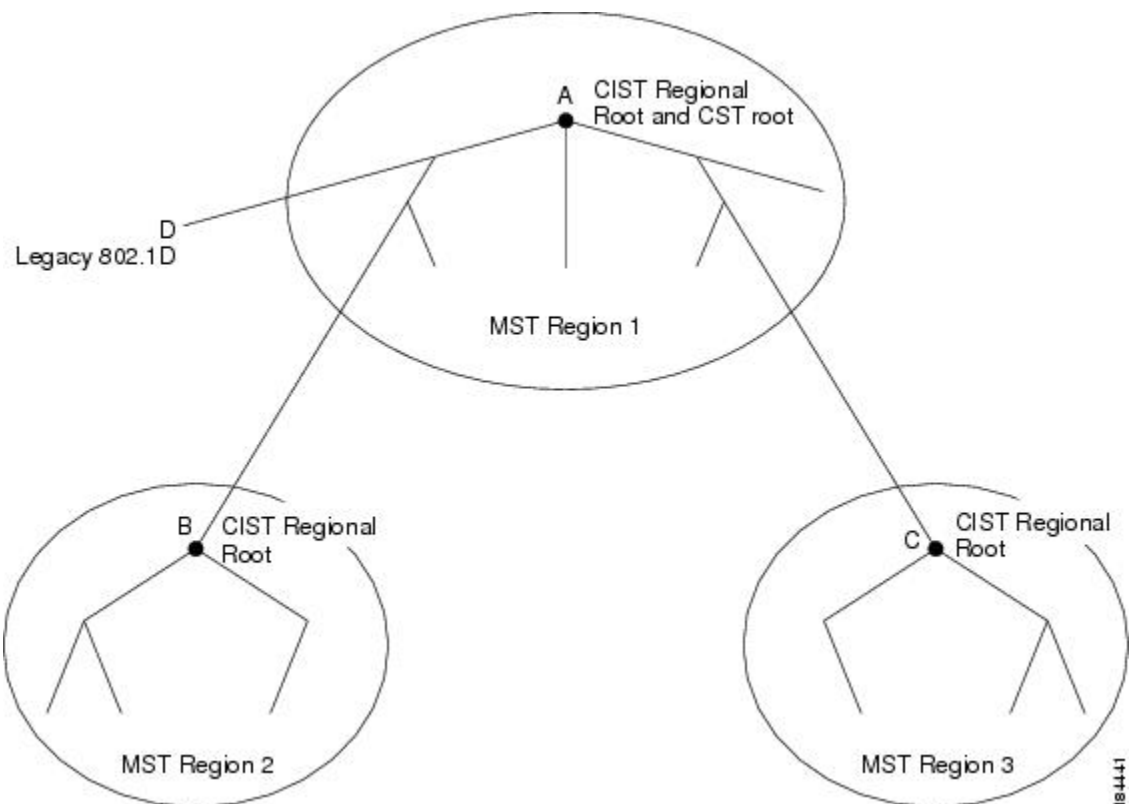 A
CIST Regional
Root and CST root
D
Legacy 802.1D
MST Region 1
B
CIST Regional
Root
C
CIST Regional
Root
MST Region 2
MST Region 3